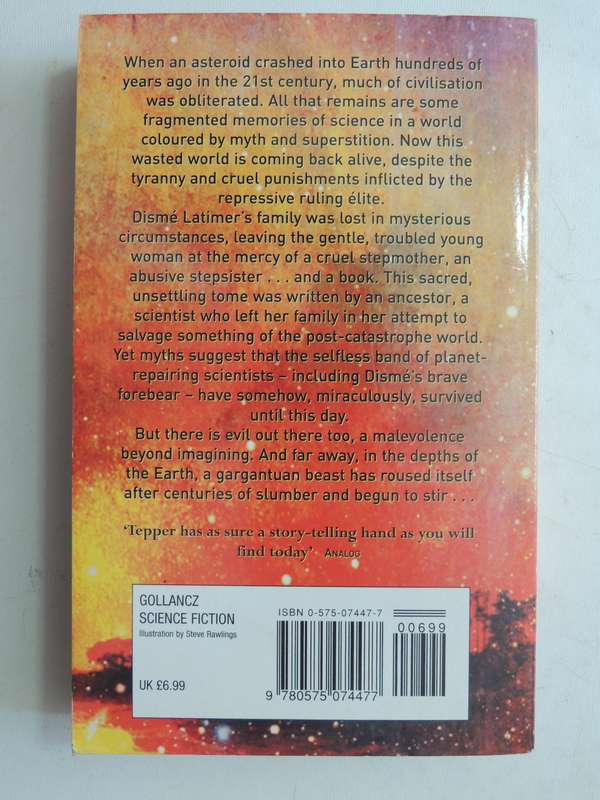 When an asteroid crashed into Earth hundreds of
years ago in the 21st century, much of civilisation
was obliterated. All that remains are some
fragmented memories of science in a world
coloured by myth and superstition. Now this
wasted world is coming back alive, despite the
tyranny and cruel punishments inflicted by the
repressive ruling élite.
Dismé Latimer's family was lost in mysterious
circumstances, leaving the gentle, troubled young
woman at the mercy of a cruel stepmother, an
abusive stepsister . . . and a book. This sacred,
unsettling tome was written by an ancestor, a
scientist who left her family in her attempt to
salvage something of the post-catastrophe world.
Yet myths suggest that the selfless band of planet-
repairing scientists – including Dismé's brave
forebear – have somehow, miraculously, survived
until this day.
But there is evil out there too, a malevolence
beyond imagining. And far away, in the depths of
the Earth, a gargantuan beast has roused itself
after centuries of slumber and begun to stir . . .
'Tepper has as sure a story-telling hand as you will
find today' ANALOG
GOLLANCZ
SCIENCE FICTION
Illustration by Steve Rawlings
UK £6.99
ISBN 0-575-07447-7
00699
9 780575 074477